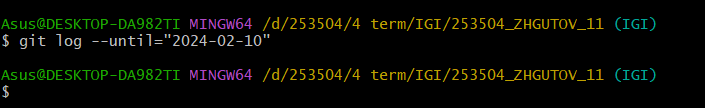 Asus@DESKTOP-DA982TI MINGW64 /d/253504/4 term/IGI/253504_ZHGUTOV_11 (IGI)
$ git log --until="2024-02-10"
Asus@DESKTOP-DA982TI MINGW64 /d/253504/4 term/IGI/253504_ZHGUTOV_11 (IGI)
$